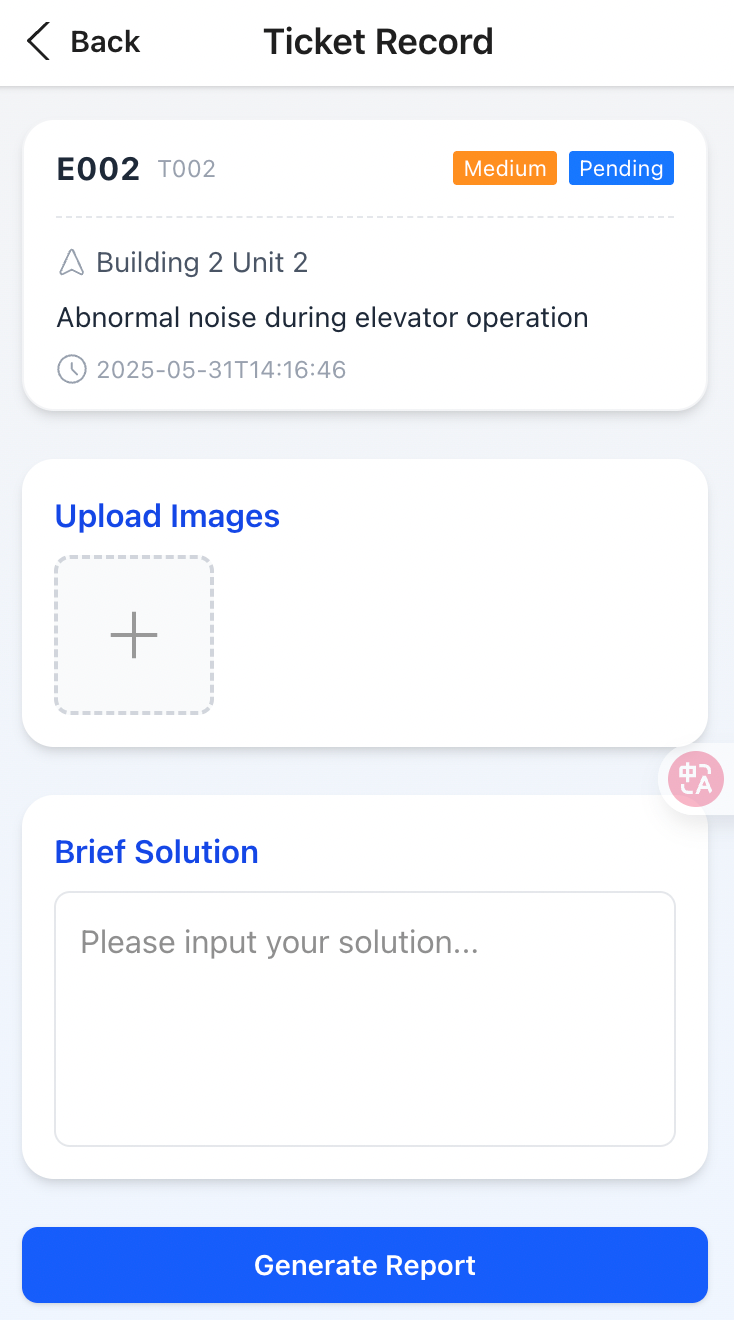 Back
Ticket Record
E002 T002 Medium Pending
Building 2 Unit 2
Abnormal noise during elevator operation
2025-05-31T14:16:46
Upload Images
中A
Brief Solution
Please input your solution...
Generate Report